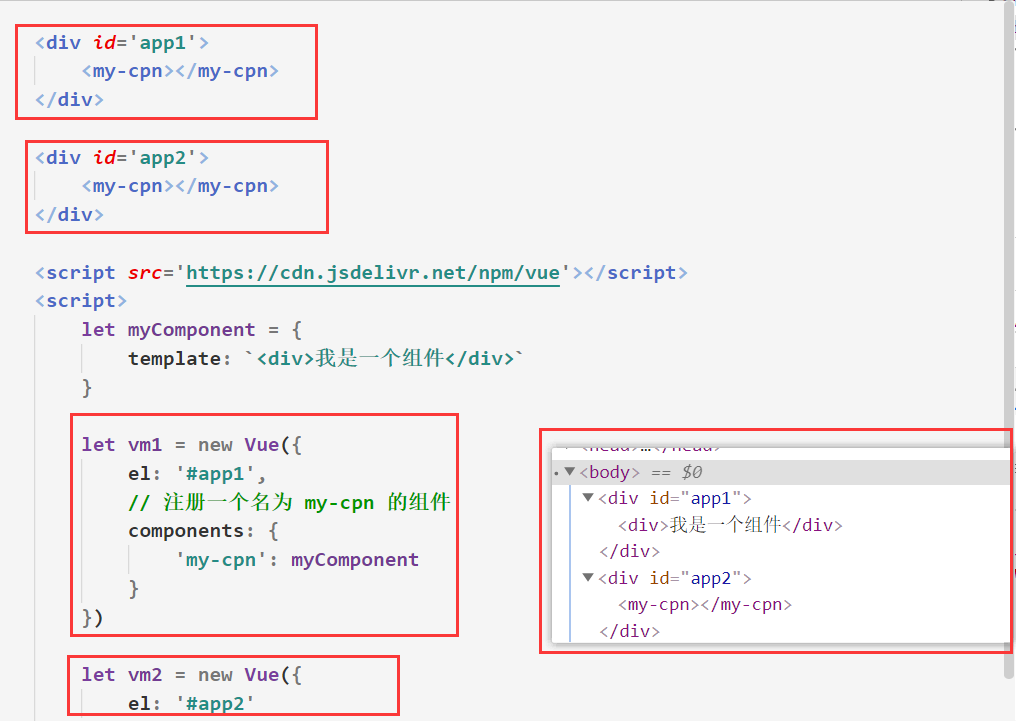 <div id='app1'>
<my-cpn></my-cpn>
</div>
<div id='app2'>
<my-cpn></my-cpn>
</div>
<script src='https://cdn.jsdelivr.net/npm/vue'></script>
<script>
let myComponent = {
template: `<div>我是一个组件</div>`
}
let vm1 = new Vue({
el: '#app1',
// 注册一个名为 my-cpn 的组件
components: {
'my-cpn': myComponent
}
})
let vm2 = new Vue({
el: '#app2'
<head>…</head>
<body> == $0
<div id="app1">
<div>我是一个组件</div>
</div>
<div id="app2">
<my-cpn></my-cpn>
</div>